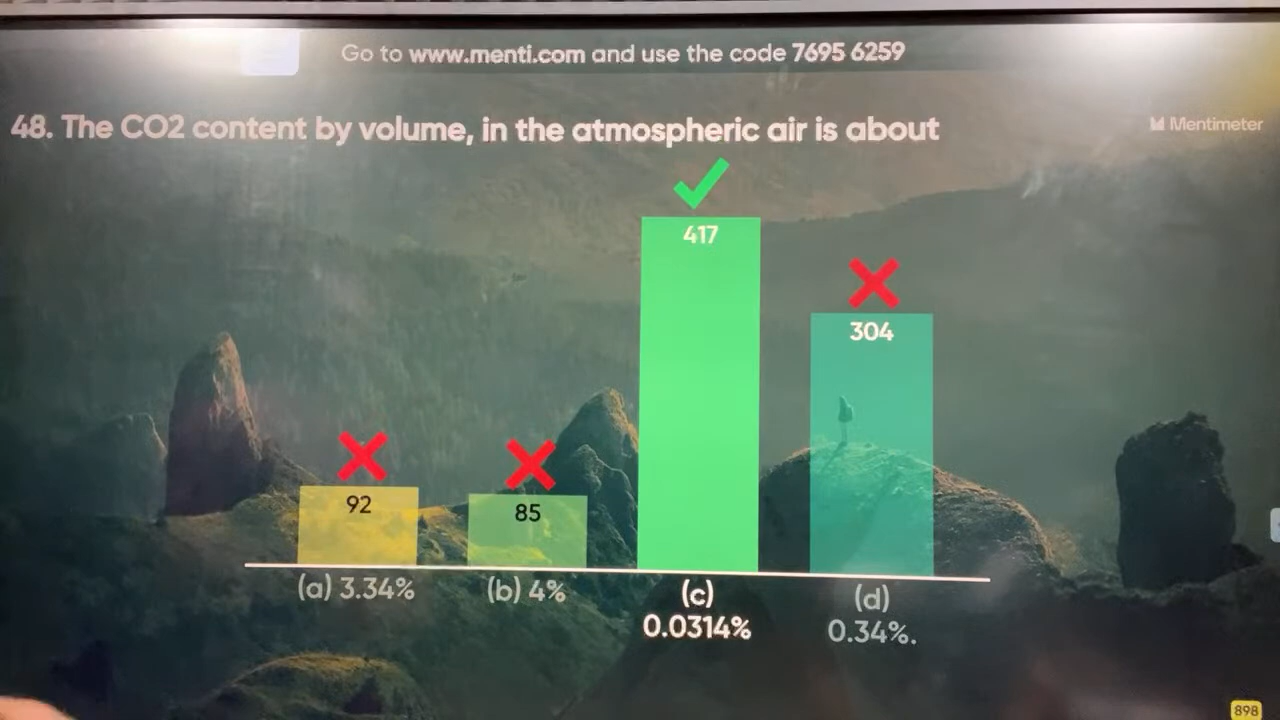 Go to www.menti.com and use the code 7695 6259
48. The CO2 content by volume, in the atmospheric air is about
Mentimeter
417
304
92
85
(a) 3.34%
(b) 4%
(c)
0.0314%
(d)
0.34%.
898